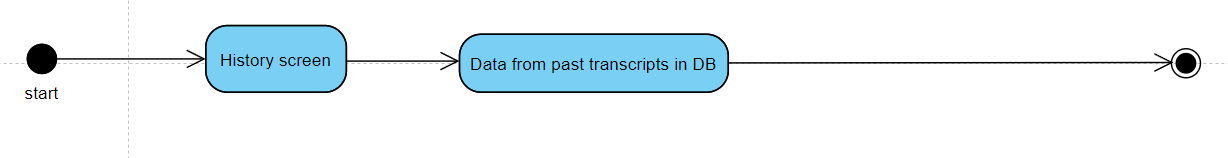 History screen
Data from past transcripts in DB
start